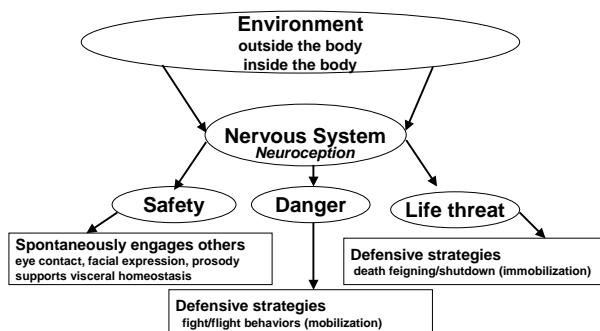 Environment
outside the body
inside the body
Nervous System
Neuroception
Safety
Danger
Life threat
Spontaneously engages others
eye contact, facial expression, prosody
supports visceral homestasis
Defensive strategies
death feigning/shutdown (immobilization)
Defensive strategies
fight/flight behaviors (mobilization)